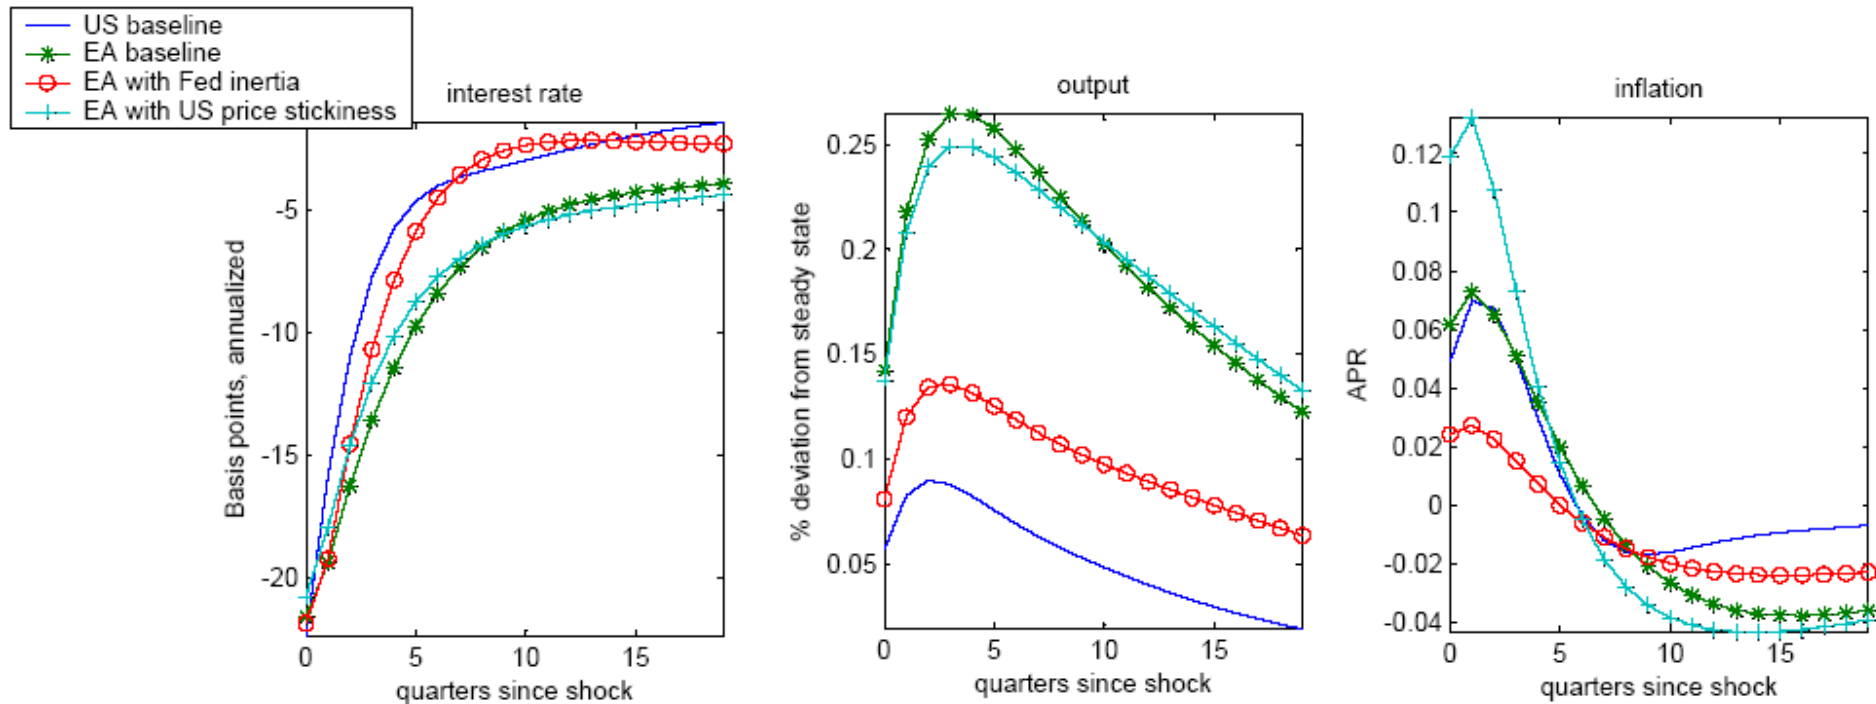 US baseline
EA baseline
EA with Fed inertia
EA with US price stickiness
interest rate
Basis points, annualized
-5
-10
-15
-20
0
5
10
15
quarters since shock
output
% deviation from steady state
0.25
0.2
0.15
0.1
0.05
0
5
10
15
quarters since shock
inflation
APR
0.12
0.1
0.08
0.06
0.04
0.02
0
-0.02
-0.04
0
5
10
15
quarters since shock